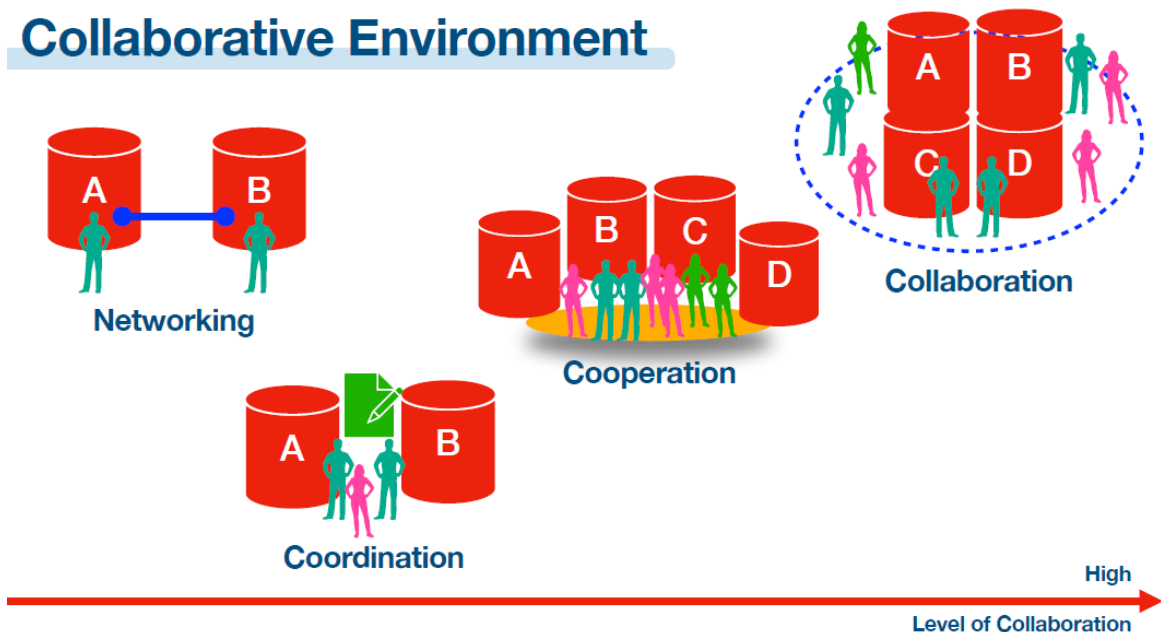 Collaborative Environment
A
B
Networking
A
B
Coordination
A
B
C
D
Cooperation
A
B
C
D
Collaboration
High
Level of Collaboration